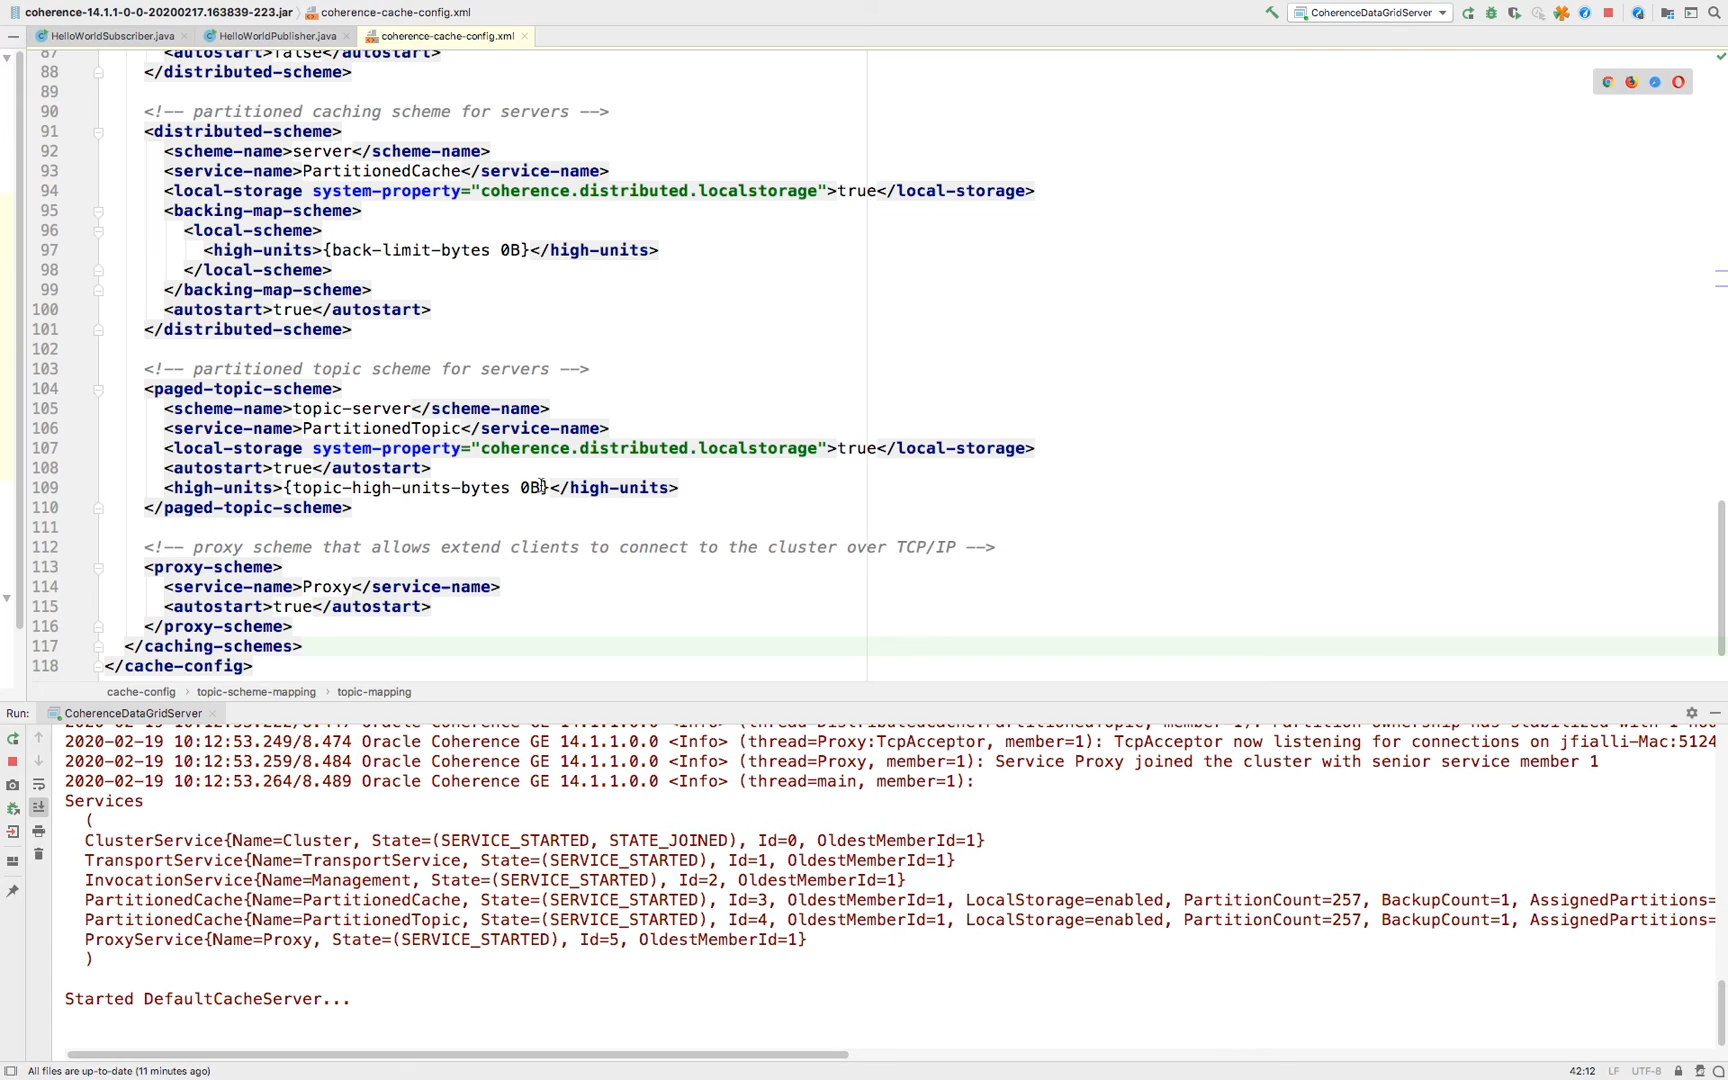 coherence-14.1.1-0-0-20200217.163839-223.jar
coherence-cache-config.xml
CoherenceDataGridServer
HelloWorldSubscriber.java
HelloWorldPublisher.java
coherence-cache-config.xml
87 <autostart>false</autostart>
88 </distributed-scheme>
89
90 <!-- partitioned caching scheme for servers -->
91 <distributed-scheme>
92 <scheme-name>server</scheme-name>
93 <service-name>PartitionedCache</service-name>
94 <local-storage system-property="coherence.distributed.localstorage">true</local-storage>
95 <backing-map-scheme>
96 <local-scheme>
97 <high-units>{back-limit-bytes 0B}</high-units>
98 </local-scheme>
99 </backing-map-scheme>
100 <autostart>true</autostart>
101 </distributed-scheme>
102
103 <!-- partitioned topic scheme for servers -->
104 <paged-topic-scheme>
105 <scheme-name>topic-server</scheme-name>
106 <service-name>PartitionedTopic</service-name>
107 <local-storage system-property="coherence.distributed.localstorage">true</local-storage>
108 <autostart>true</autostart>
109 <high-units>{topic-high-units-bytes 0B}</high-units>
110 </paged-topic-scheme>
111
112 <!-- proxy scheme that allows extend clients to connect to the cluster over TCP/IP -->
113 <proxy-scheme>
114 <service-name>Proxy</service-name>
115 <autostart>true</autostart>
116 </proxy-scheme>
117 </caching-schemes>
118 </cache-config>
cache-config › topic-scheme-mapping › topic-mapping
Run: CoherenceDataGridServer
2020-02-19 10:12:53.249/8.474 Oracle Coherence GE 14.1.1.0.0 <Info> (thread=Proxy:TcpAcceptor, member=1): TcpAcceptor now listening for connections on jfialli-Mac:5124
2020-02-19 10:12:53.259/8.484 Oracle Coherence GE 14.1.1.0.0 <Info> (thread=Proxy, member=1): Service Proxy joined the cluster with senior service member 1
2020-02-19 10:12:53.264/8.489 Oracle Coherence GE 14.1.1.0.0 <Info> (thread=main, member=1):
Services
(
ClusterService{Name=Cluster, State=(SERVICE_STARTED, STATE_JOINED), Id=0, OldestMemberId=1}
TransportService{Name=TransportService, State=(SERVICE_STARTED), Id=1, OldestMemberId=1}
InvocationService{Name=Management, State=(SERVICE_STARTED), Id=2, OldestMemberId=1}
PartitionedCache{Name=PartitionedCache, State=(SERVICE_STARTED), Id=3, OldestMemberId=1, LocalStorage=enabled, PartitionCount=257, BackupCount=1, AssignedPartitions=
PartitionedCache{Name=PartitionedTopic, State=(SERVICE_STARTED), Id=4, OldestMemberId=1, LocalStorage=enabled, PartitionCount=257, BackupCount=1, AssignedPartitions=
ProxyService{Name=Proxy, State=(SERVICE_STARTED), Id=5, OldestMemberId=1}
)
Started DefaultCacheServer...
All files are up-to-date (11 minutes ago)
42:12 LF UTF-8